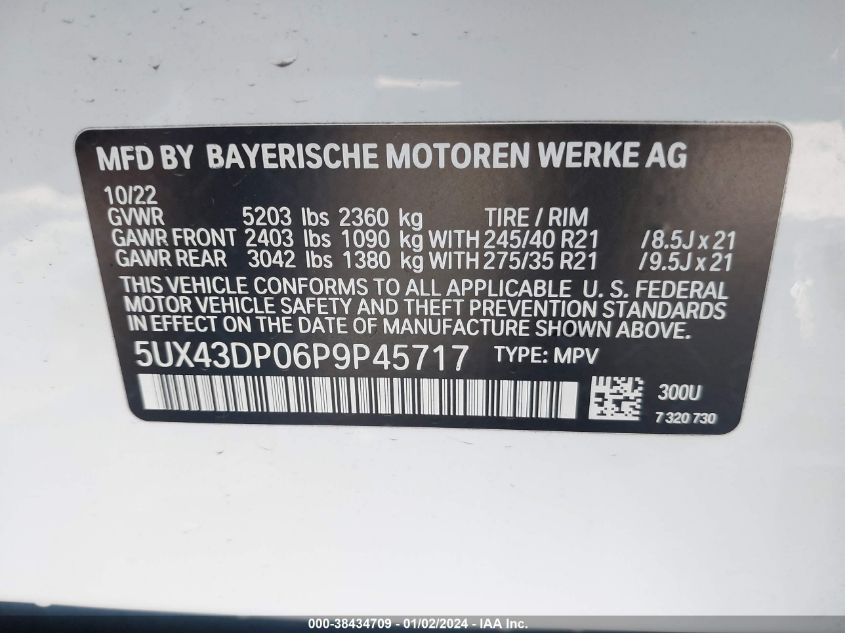 MFD BY BAYERISCHE MOTOREN WERKE AG
10/22
GVWR 5203 lbs 2360 kg TIRE / RIM
GAWR FRONT 2403 lbs 1090 kg WITH 245/40 R21 /8.5J x 21
GAWR REAR 3042 lbs 1380 kg WITH 275/35 R21 /9.5J x 21
THIS VEHICLE CONFORMS TO ALL APPLICABLE U. S. FEDERAL
MOTOR VEHICLE SAFETY AND THEFT PREVENTION STANDARDS
IN EFFECT ON THE DATE OF MANUFACTURE SHOWN ABOVE.
5UX43DP06P9P45717 TYPE: MPV
300U
7 320 730
000-38434709 - 01/02/2024 - IAA Inc.